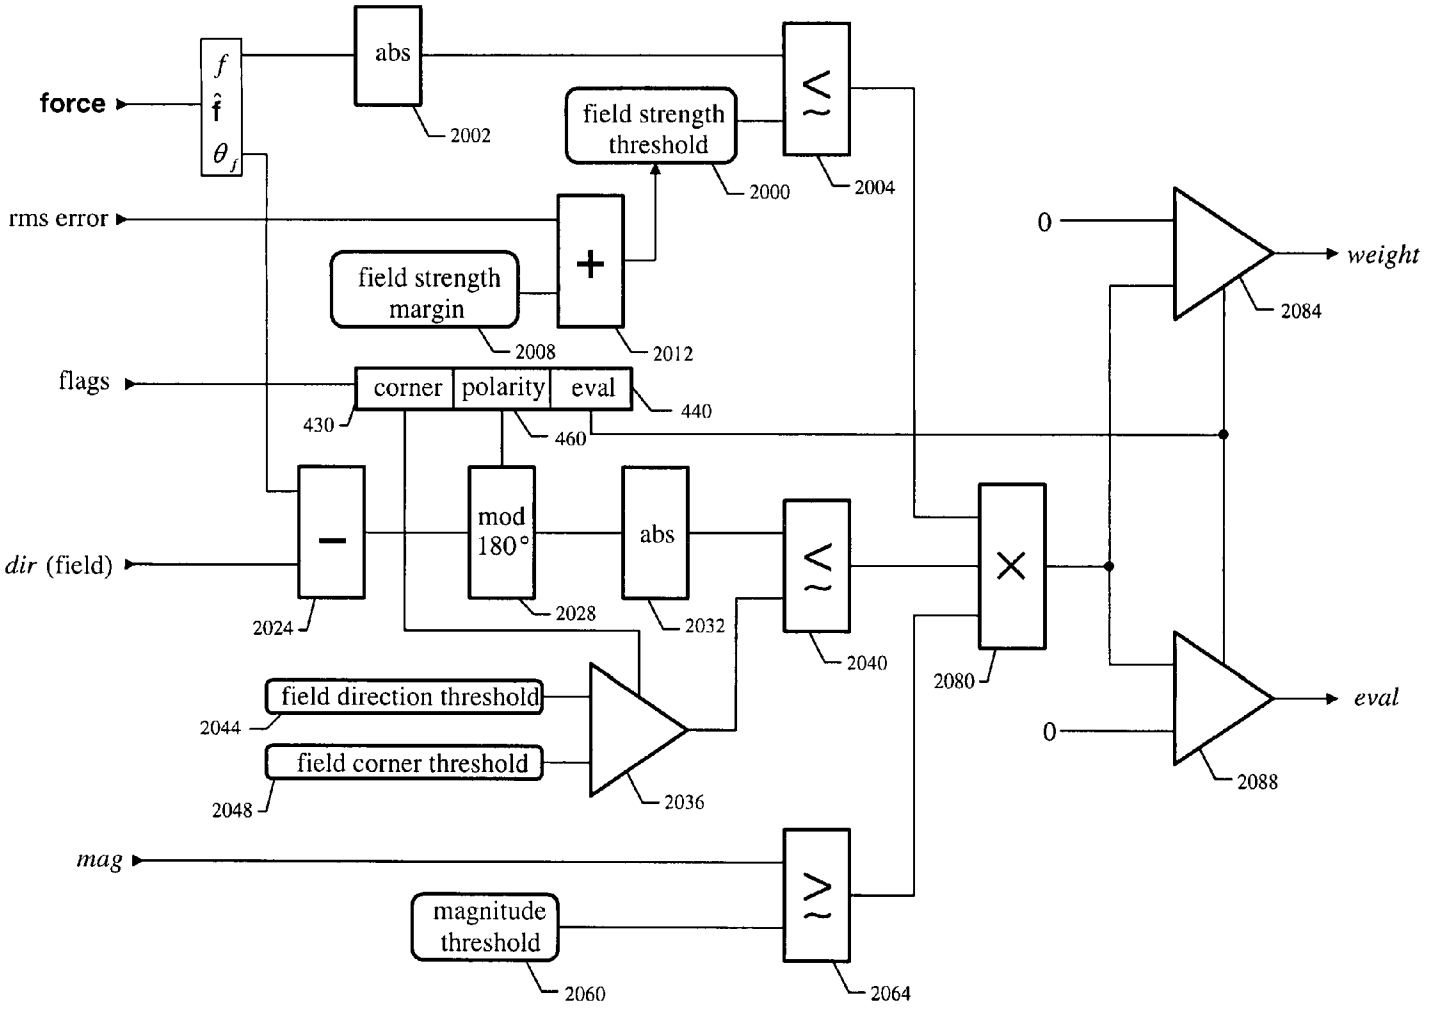 force
f
f̂
θf
abs
2002
field strength
threshold
2000
<
~
2004
rms error
field strength
margin
2008
+
2012
0
weight
2084
flags
corner
polarity
eval
430
460
440
dir (field)
−
2024
mod
180°
2028
abs
2032
<
~
2040
×
2080
field direction threshold
2044
field corner threshold
2048
2036
eval
0
2088
mag
magnitude
threshold
2060
>
~
2064